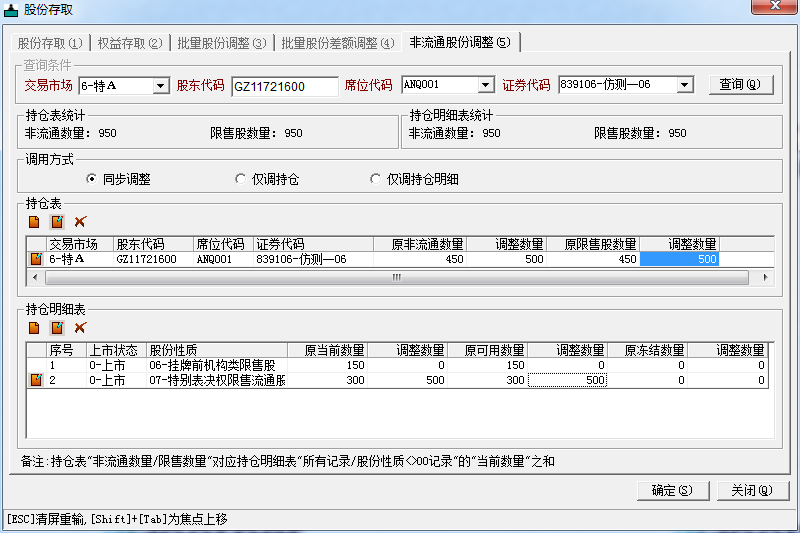 股份存取
股份存取(1) 权益存取(2) 批量股份调整(3) 批量股份差额调整(4) 非流通股份调整(5)
查询条件
交易市场 6-特A 股东代码 GZ11721600 席位代码 ANQ001 证券代码 839106-仿测一06 查询(Q)
持仓表统计 持仓明细表统计
非流通数量: 950 限售股数量: 950 非流通数量: 950 限售股数量: 950
调用方式
同步调整 仅调持仓 仅调持仓明细
持仓表
交易市场 股东代码 席位代码 证券代码 原非流通数量 调整数量 原限售股数量 调整数量
6-特A GZ11721600 ANQ001 839106-仿测一06 450 500 450 500
持仓明细表
序号 上市状态 股份性质 原当前数量 调整数量 原可用数量 调整数量 原冻结数量 调整数量
1 0-上市 06-挂牌前机构类限售股 150 0 150 0 0 0
2 0-上市 07-特别表决权限售流通股 300 500 300 500 0 0
备注:持仓表"非流通数量/限售数量"对应持仓明细表"所有记录/股份性质<>00记录"的"当前数量"之和
确定(S) 关闭(Q)
[ESC]清屏重输,[Shift]+[Tab]为焦点上移